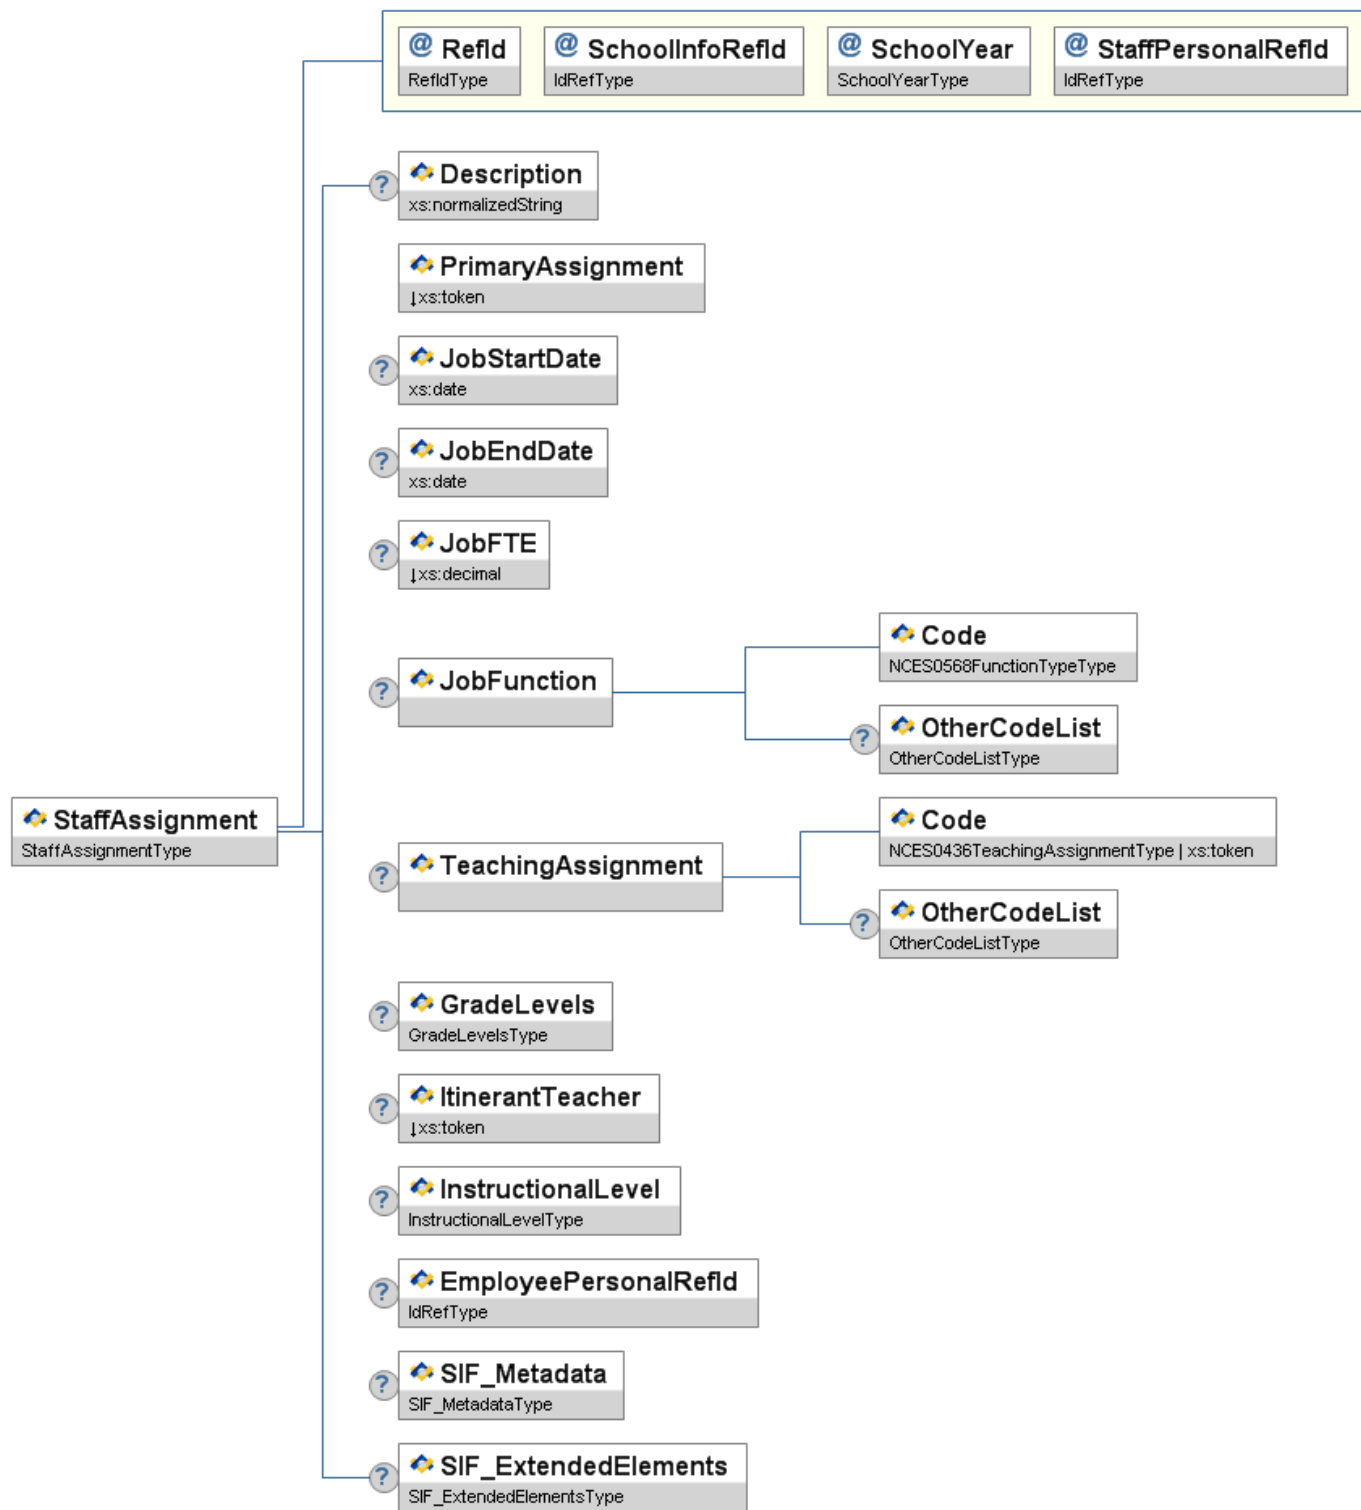 @ RefId
RefIdType
@ SchoolInfoRefId
IdRefType
@ SchoolYear
SchoolYearType
@ StaffPersonalRefId
IdRefType
? Description
xs:normalizedString
PrimaryAssignment
↓xs:token
? JobStartDate
xs:date
? JobEndDate
xs:date
? JobFTE
↓xs:decimal
? JobFunction
Code
NCES0568FunctionTypeType
? OtherCodeList
OtherCodeListType
StaffAssignment
StaffAssignmentType
? TeachingAssignment
Code
NCES0436TeachingAssignmentType | xs:token
? OtherCodeList
OtherCodeListType
? GradeLevels
GradeLevelsType
? ItinerantTeacher
↓xs:token
? InstructionalLevel
InstructionalLevelType
? EmployeePersonalRefId
IdRefType
? SIF_Metadata
SIF_MetadataType
? SIF_ExtendedElements
SIF_ExtendedElementsType